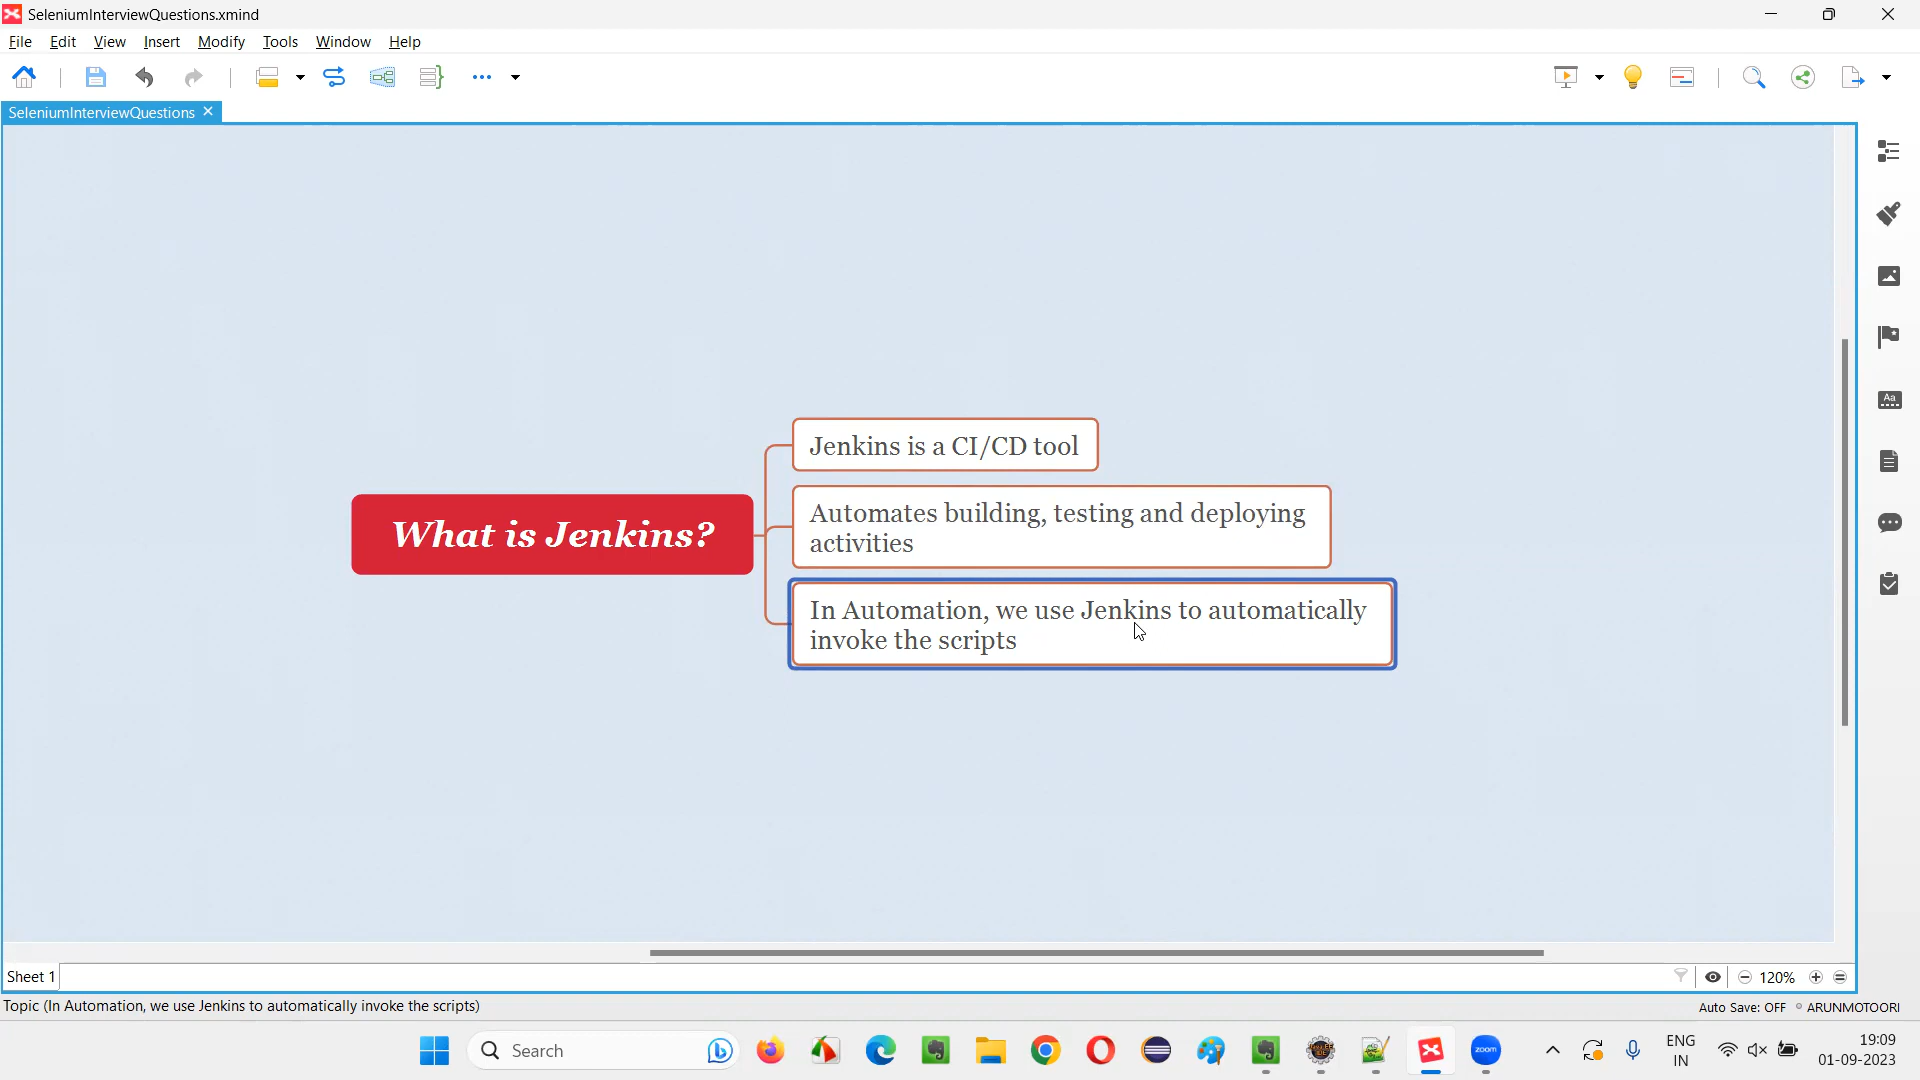 SeleniumInterviewQuestions.xmind
File Edit View Insert Modify Tools Window Help
SeleniumInterviewQuestions
What is Jenkins?
Jenkins is a CI/CD tool
Automates building, testing and deploying
activities
In Automation, we use Jenkins to automatically
invoke the scripts
Aa
Sheet 1
120%
Topic (In Automation, we use Jenkins to automatically invoke the scripts)
Auto Save: OFF
ARUNMOTOORI
Search
zoom
ENG
IN
19:09
01-09-2023